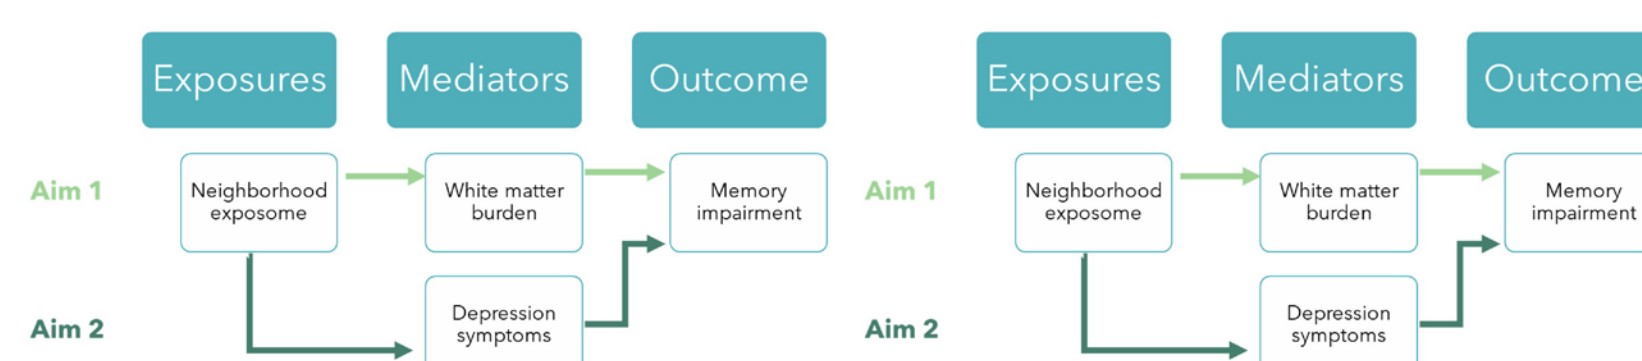 Exposures Mediators Outcome
Aim 1
Neighborhood
exposome
White matter
burden
Memory
impairment
Aim 2
Depression
symptoms
Exposures Mediators Outcome
Aim 1
Neighborhood
exposome
White matter
burden
Memory
impairment
Aim 2
Depression
symptoms